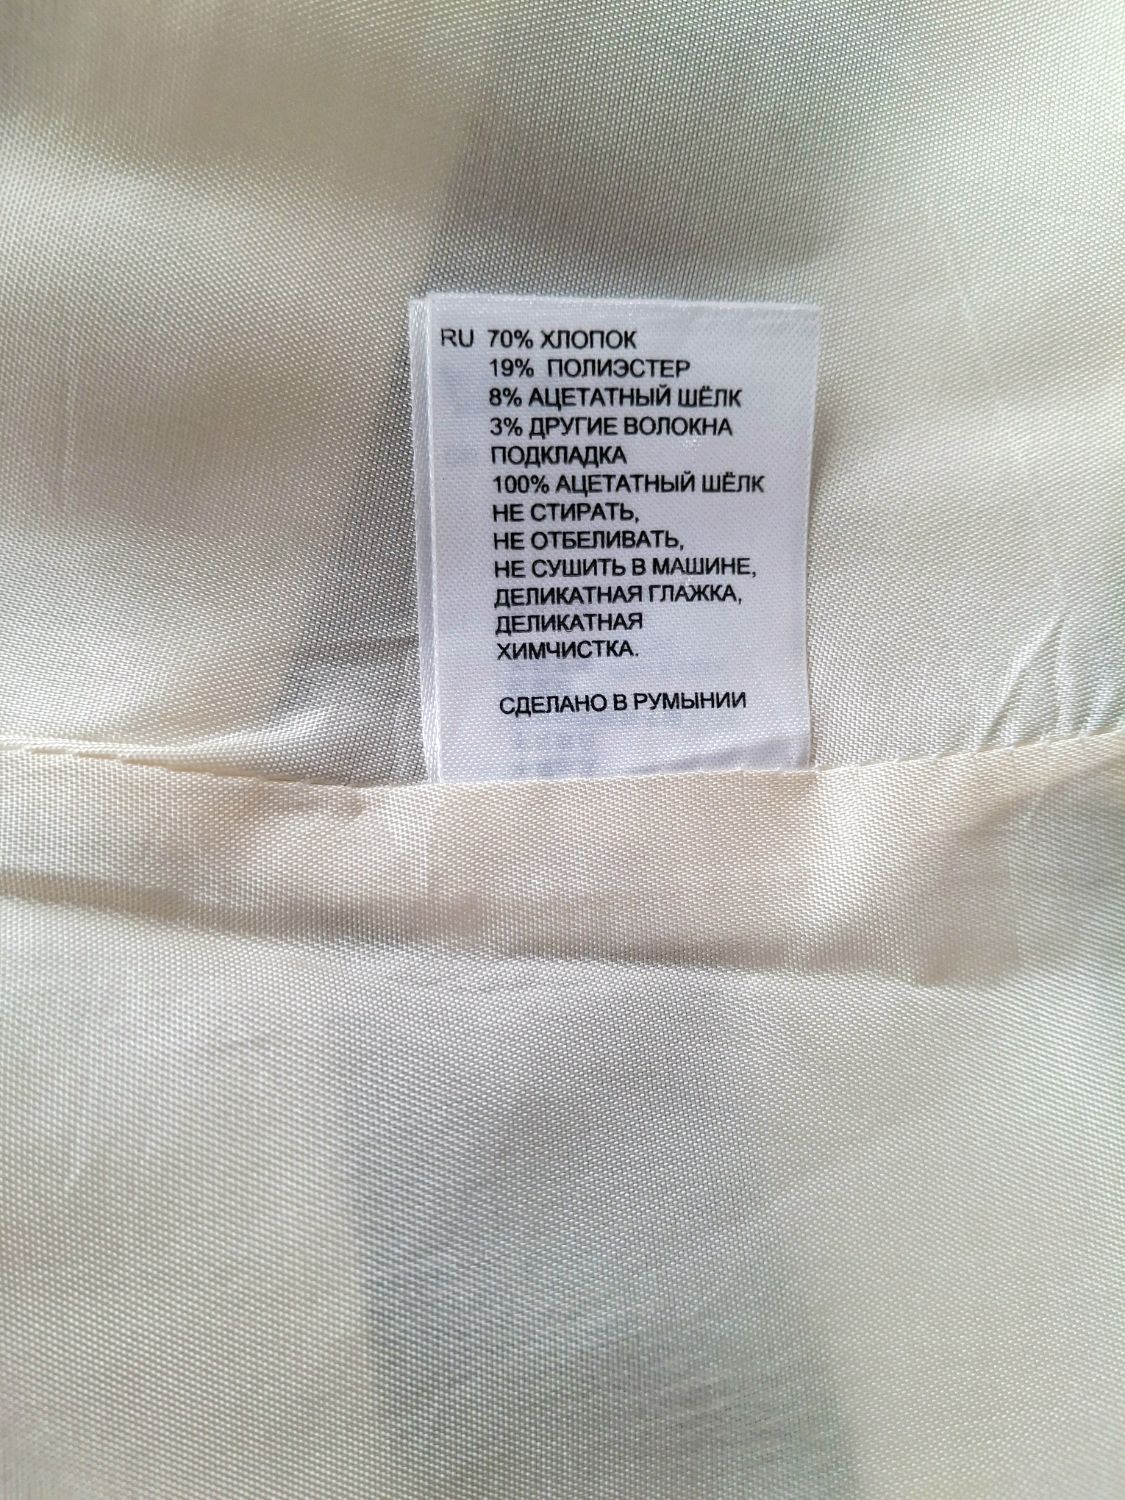 RU 70% ХЛОПОК
19% ПОЛИЭСТЕР
8% АЦЕТАТНЫЙ ШЁЛК
3% ДРУГИЕ ВОЛОКНА
ПОДКЛАДКА
100% АЦЕТАТНЫЙ ШЁЛК
НЕ СТИРАТЬ,
НЕ ОТБЕЛИВАТЬ,
НЕ СУШИТЬ В МАШИНЕ,
ДЕЛИКАТНАЯ ГЛАЖКА,
ДЕЛИКАТНАЯ
ХИМЧИСТКА.
СДЕЛАНО В РУМЫНИИ